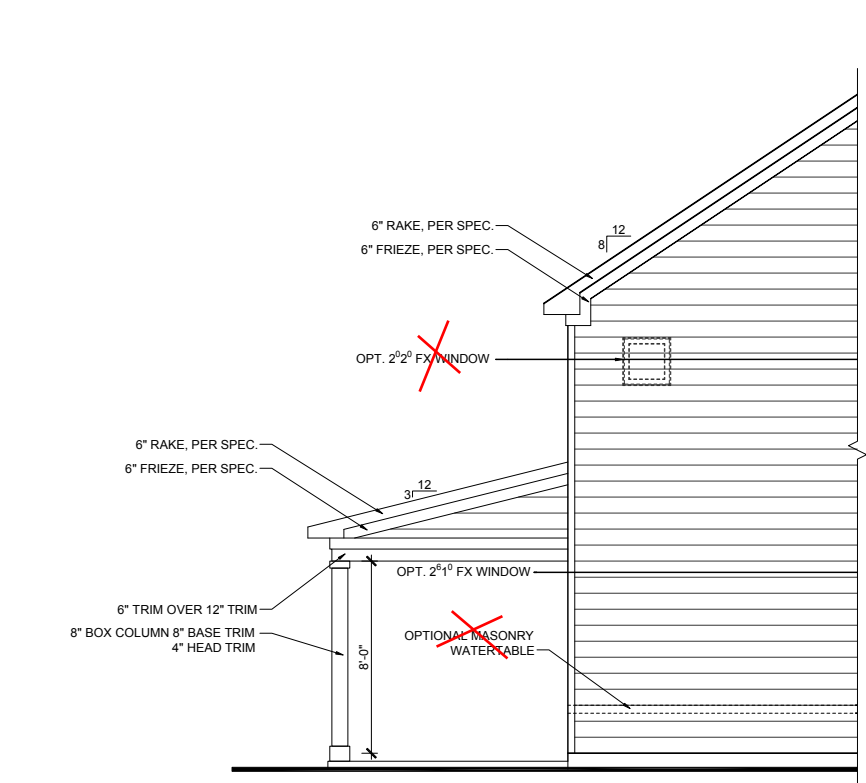 6" RAKE, PER SPEC.
12
8
6" FRIEZE, PER SPEC.
OPT. 2⁰2⁰ FX WINDOW
6" RAKE, PER SPEC.
6" FRIEZE, PER SPEC.
12
3
OPT. 2⁶1⁰ FX WINDOW
6" TRIM OVER 12" TRIM
8" BOX COLUMN 8" BASE TRIM
4" HEAD TRIM
8'-0"
OPTIONAL MASONRY
WATERTABLE